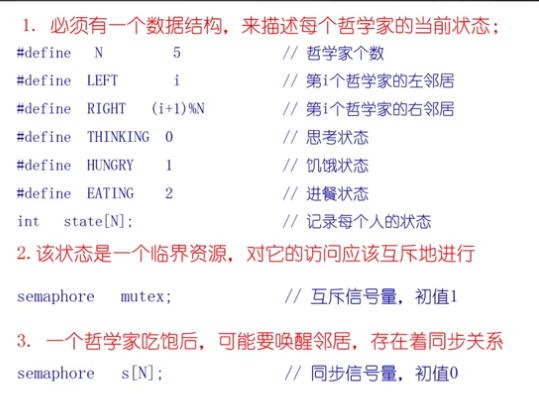 1. 必须有一个数据结构，来描述每个哲学家的当前状态；
#define N 5 // 哲学家个数
#define LEFT i // 第i个哲学家的左邻居
#define RIGHT (i+1)%N // 第i个哲学家的右邻居
#define THINKING 0 // 思考状态
#define HUNGRY 1 // 饥饿状态
#define EATING 2 // 进餐状态
int state[N]; // 记录每个人的状态
2.该状态是一个临界资源，对它的访问应该互斥地进行
semaphore mutex; // 互斥信号量，初值1
3. 一个哲学家吃饱后，可能要唤醒邻居，存在着同步关系
semaphore s[N]; // 同步信号量，初值0